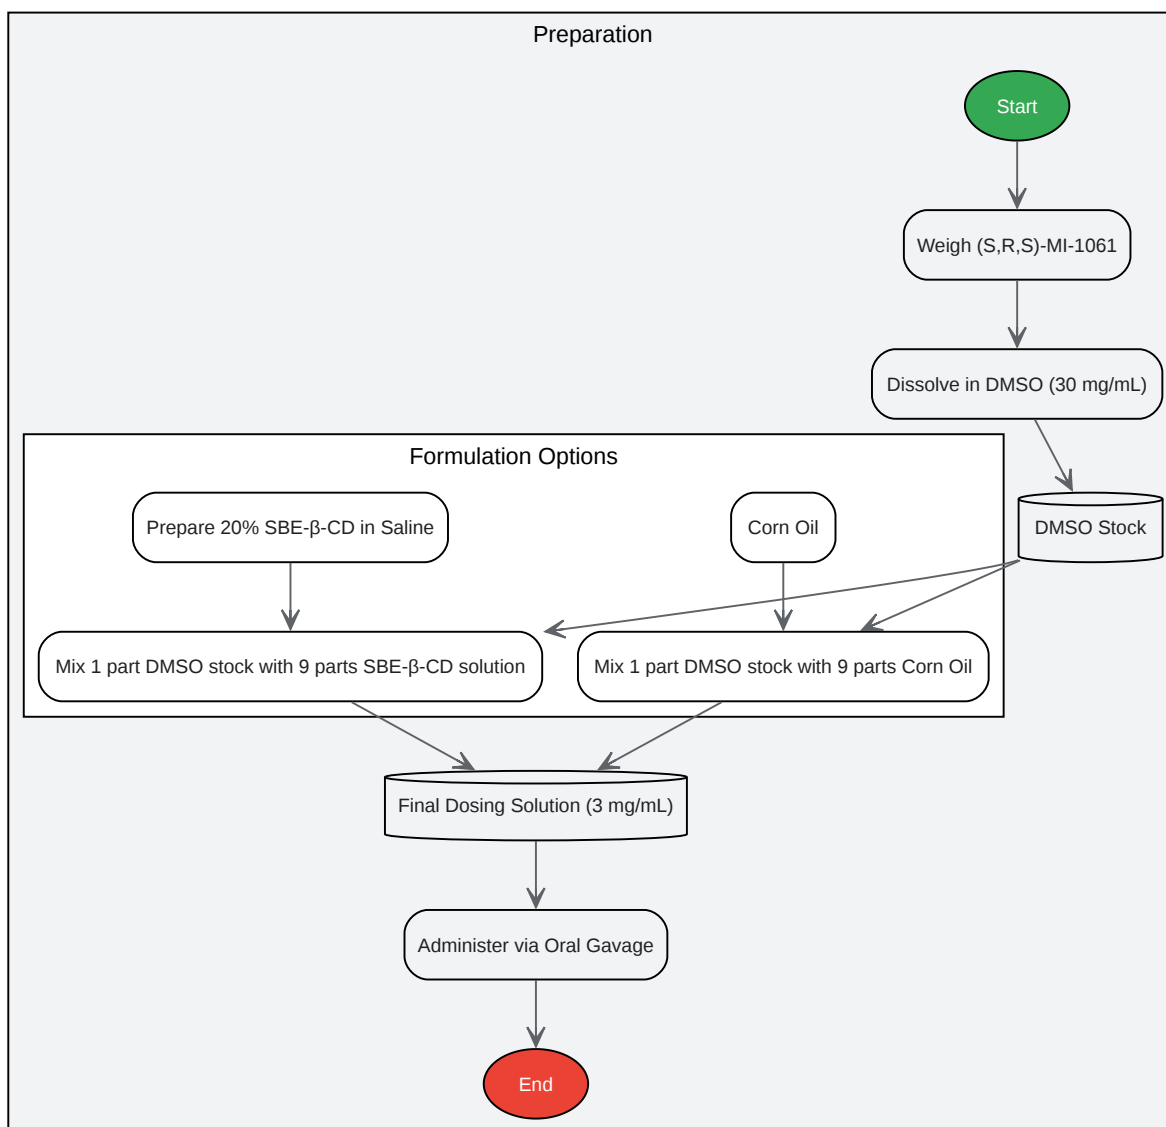 Preparation
Start
Weigh (S,R,S)-MI-1061
Dissolve in DMSO (30 mg/mL)
Formulation Options
Prepare 20% SBE-β-CD in Saline
Corn Oil
DMSO Stock
Mix 1 part DMSO stock with 9 parts SBE-β-CD solution
Mix 1 part DMSO stock with 9 parts Corn Oil
Final Dosing Solution (3 mg/mL)
Administer via Oral Gavage
End